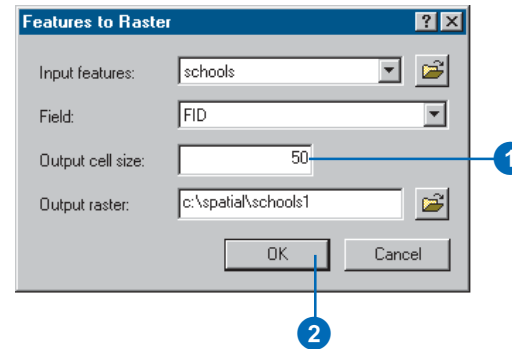 Features to Raster
Input features: schools
Field: FID
Output cell size: 50
1
Output raster: c:\spatial\schools1
OK Cancel
2